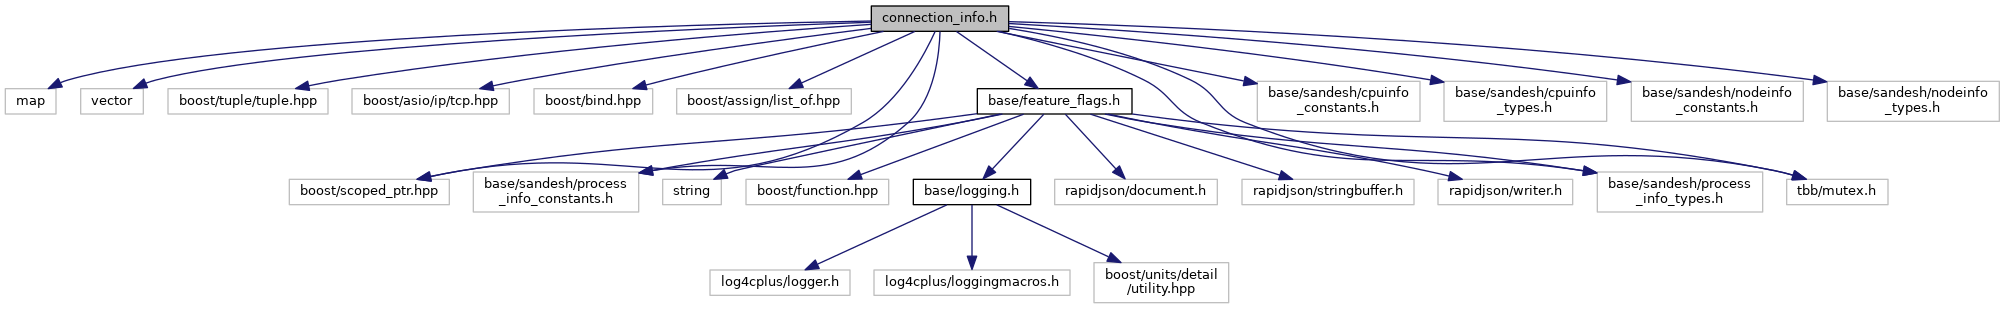 connection_info.h
map
vector
boost/tuple/tuple.hpp
boost/asio/ip/tcp.hpp
boost/bind.hpp
boost/assign/list_of.hpp
base/feature_flags.h
base/sandesh/cpuinfo
_constants.h
base/sandesh/cpuinfo
_types.h
base/sandesh/nodeinfo
_constants.h
base/sandesh/nodeinfo
_types.h
boost/scoped_ptr.hpp
base/sandesh/process
_info_constants.h
string
boost/function.hpp
base/logging.h
rapidjson/document.h
rapidjson/stringbuffer.h
rapidjson/writer.h
base/sandesh/process
_info_types.h
tbb/mutex.h
log4cplus/logger.h
log4cplus/loggingmacros.h
boost/units/detail
/utility.hpp